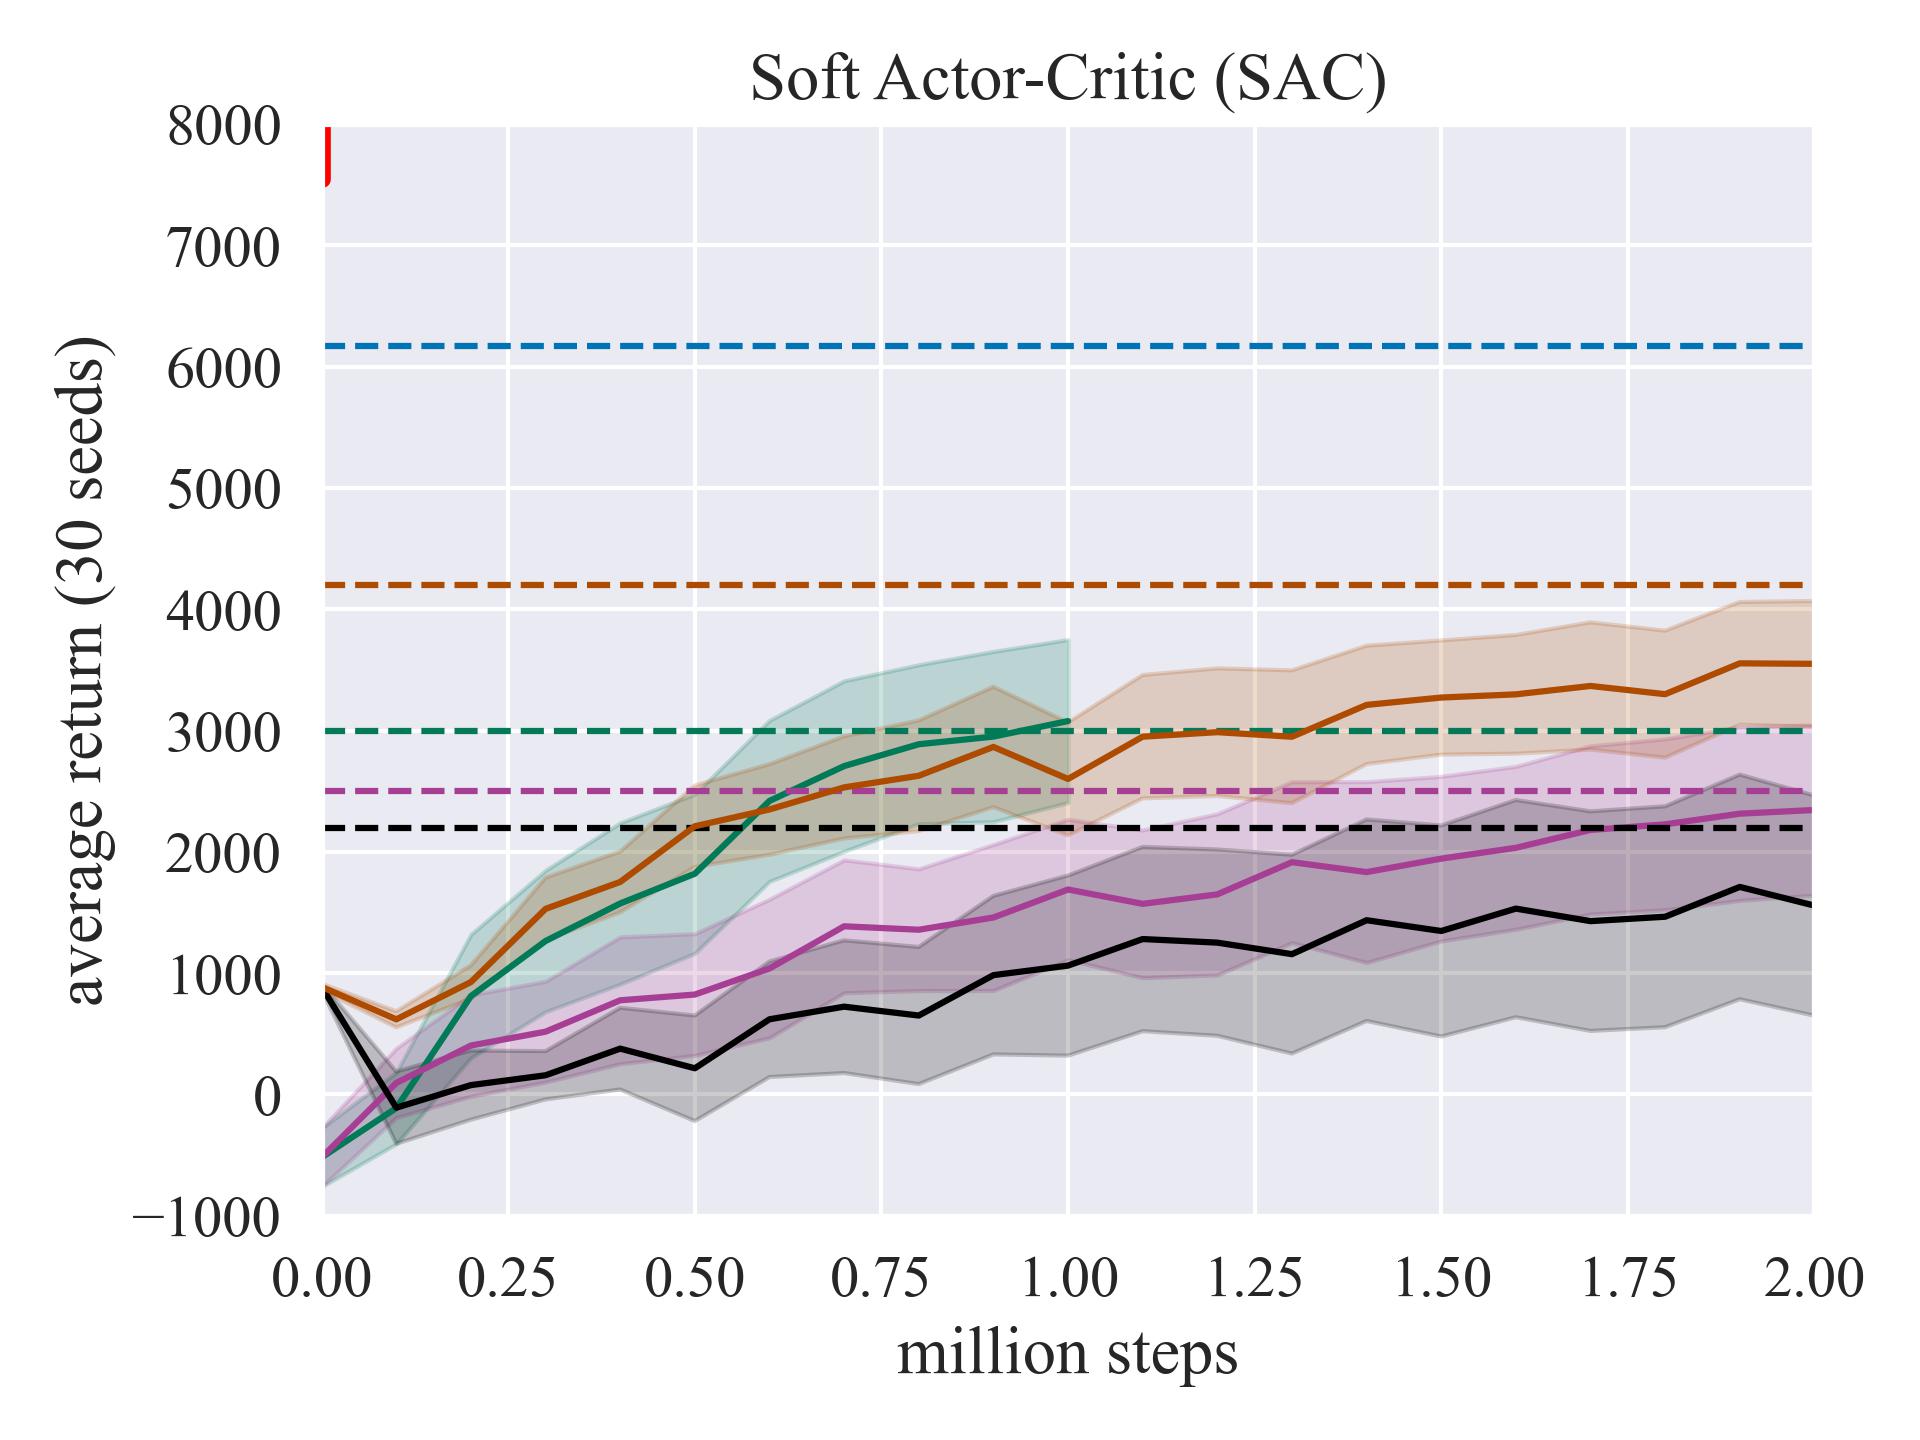 Soft Actor-Critic (SAC)
8000
7000
6000
5000
4000
3000
2000
1000
0
−1000
average return (30 seeds)
0.00 0.25 0.50 0.75 1.00 1.25 1.50 1.75 2.00
million steps